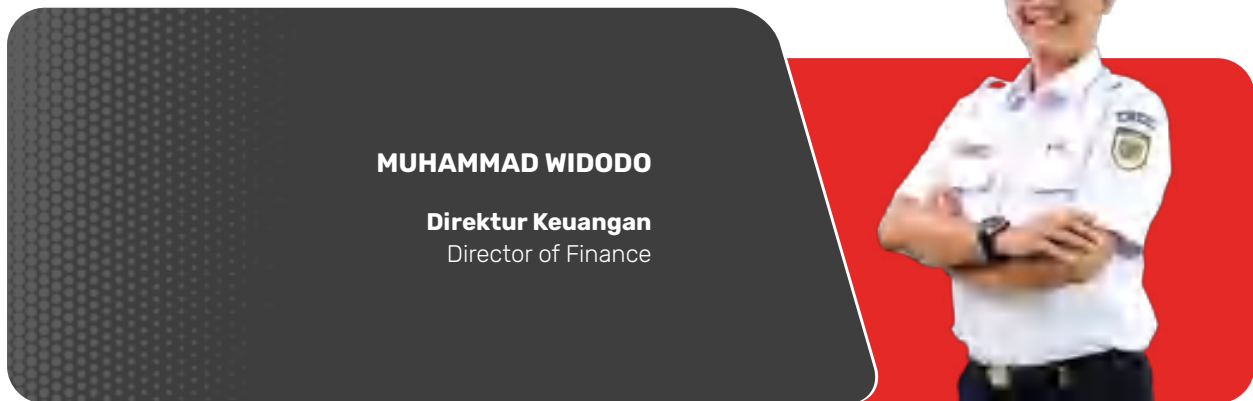 MUHAMMAD WIDODO
Direktur Keuangan
Director of Finance